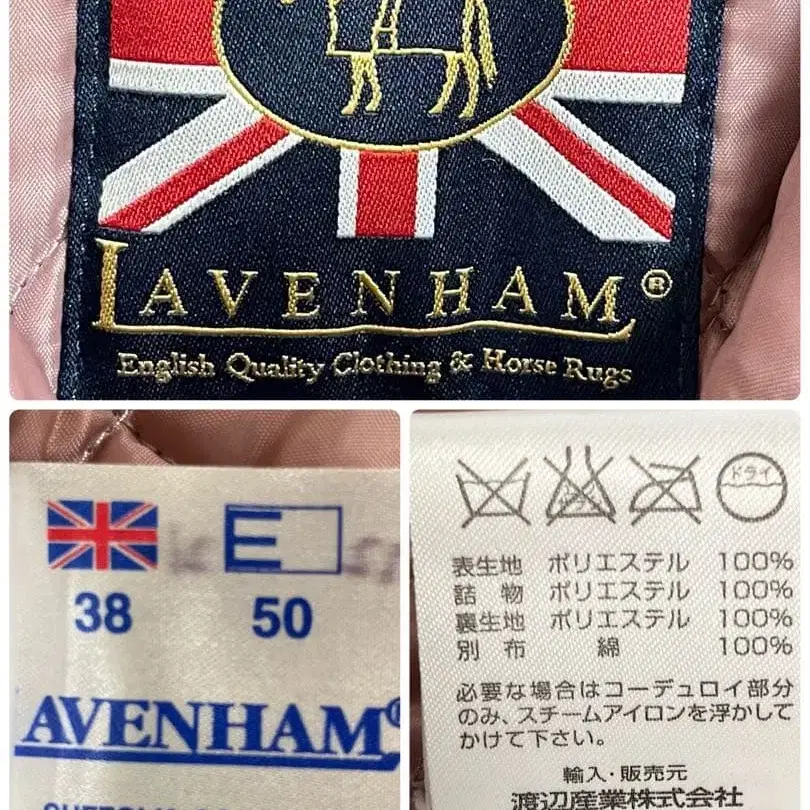 LAVENHAM®
English Quality Clothing & Horse Rugs
E
38 50
AVENHAM®
ドライ
表生地 ポリエステル 100%
詰物 ポリエステル 100%
裏生地 ポリエステル 100%
別布 綿 100%
必要な場合はコーデュロイ部分
のみ、スチームアイロンを浮かして
かけて下さい。
輸入・販売元
渡辺産業株式会社